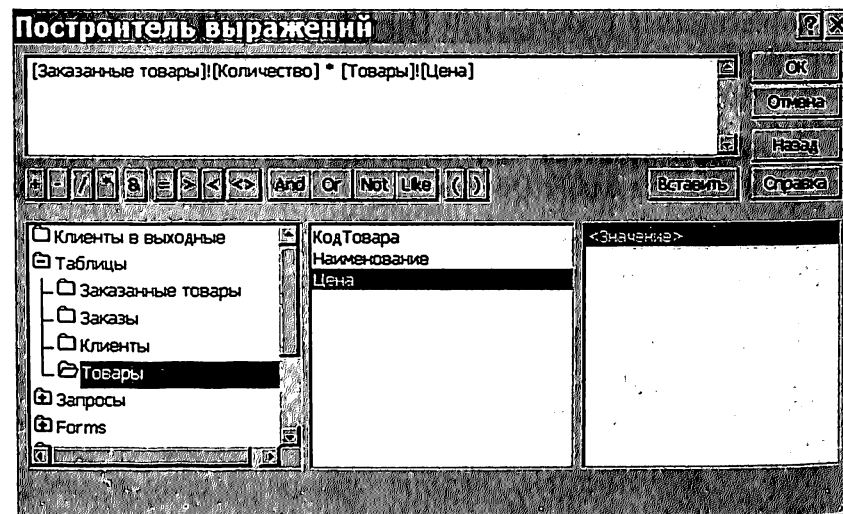 Построитель выражений
[Заказанные товары]![Количество] * [Товары]![Цена]
ОК
Отмена
Назад
+ - / * & = > < <> And Or Not Like ( ) Вставить Справка
Клиенты в выходные
Таблицы
Заказанные товары
Заказы
Клиенты
Товары
Запросы
Forms
КодТовара
Наименование
Цена
<Значение>